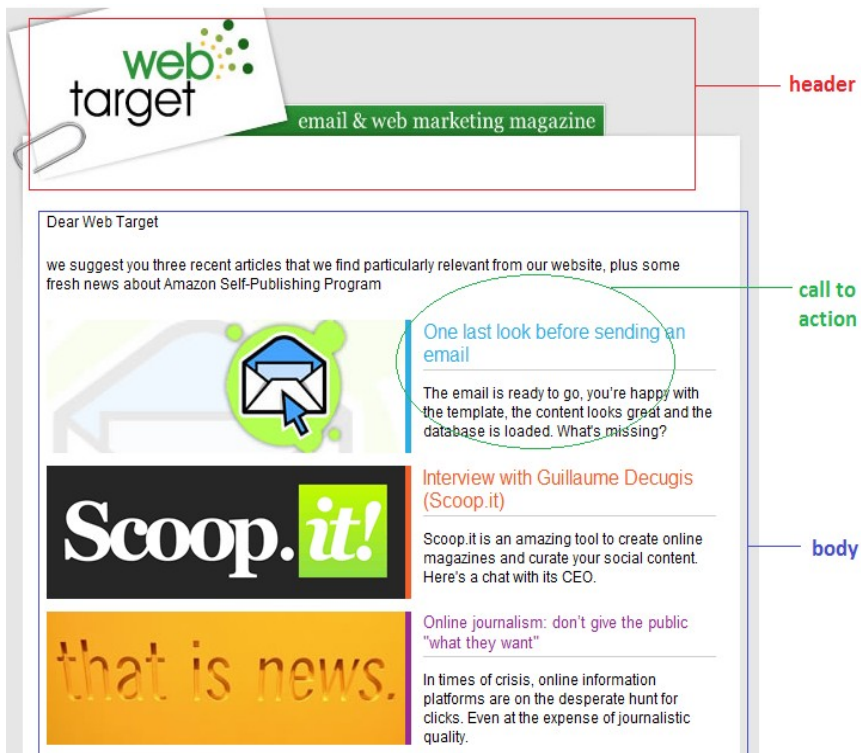 web
target
email & web marketing magazine
header
Dear Web Target
we suggest you three recent articles that we find particularly relevant from our website, plus some
fresh news about Amazon Self-Publishing Program
call to
action
One last look before sending an
email
The email is ready to go, you're happy with
the template, the content looks great and the
database is loaded. What's missing?
Scoop.it!
Interview with Guillaume Decugis
(Scoop.it)
Scoop.it is an amazing tool to create online
magazines and curate your social content.
Here's a chat with its CEO.
body
that is news.
Online journalism: don't give the public
"what they want"
In times of crisis, online information
platforms are on the desperate hunt for
clicks. Even at the expense of journalistic
quality.